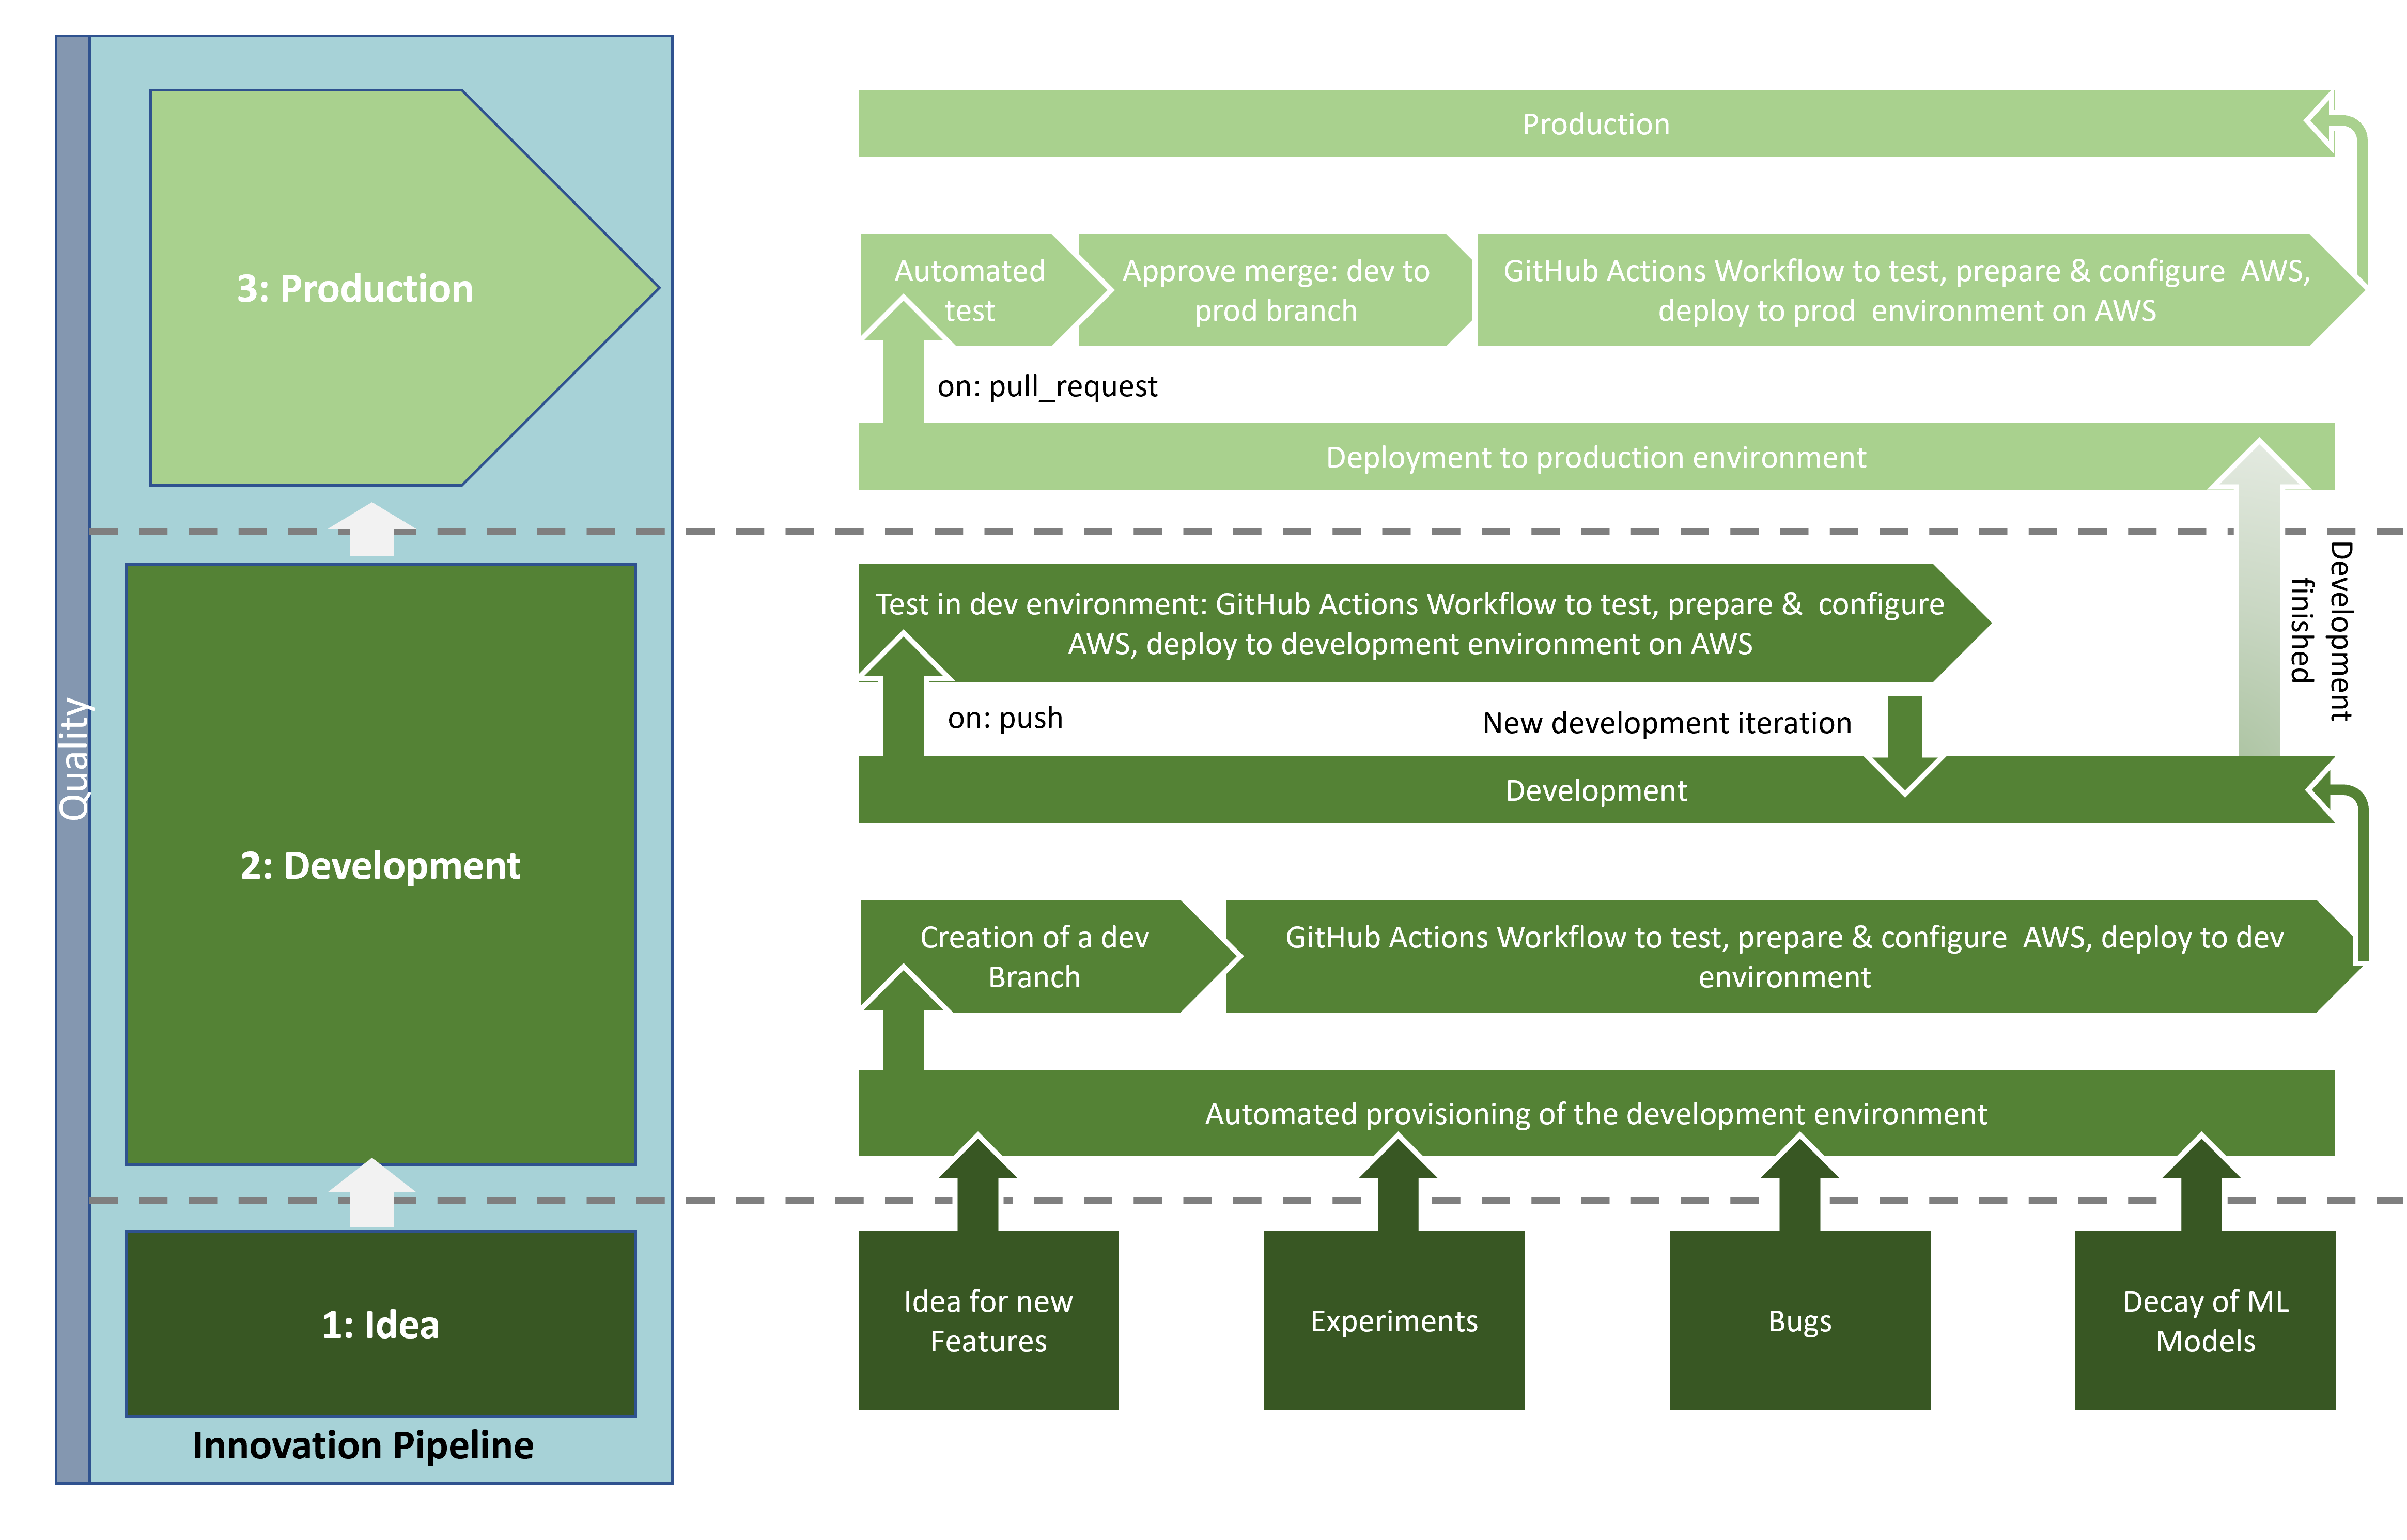 Quality
3: Production
2: Development
1: Idea
Innovation Pipeline
Production
Automated
test
Approve merge: dev to
prod branch
GitHub Actions Workflow to test, prepare & configure AWS,
deploy to prod environment on AWS
on: pull_request
Deployment to production environment
Development
finished
Test in dev environment: GitHub Actions Workflow to test, prepare & configure
AWS, deploy to development environment on AWS
on: push
New development iteration
Development
Creation of a dev
Branch
GitHub Actions Workflow to test, prepare & configure AWS, deploy to dev
environment
Automated provisioning of the development environment
Idea for new
Features
Experiments
Bugs
Decay of ML
Models